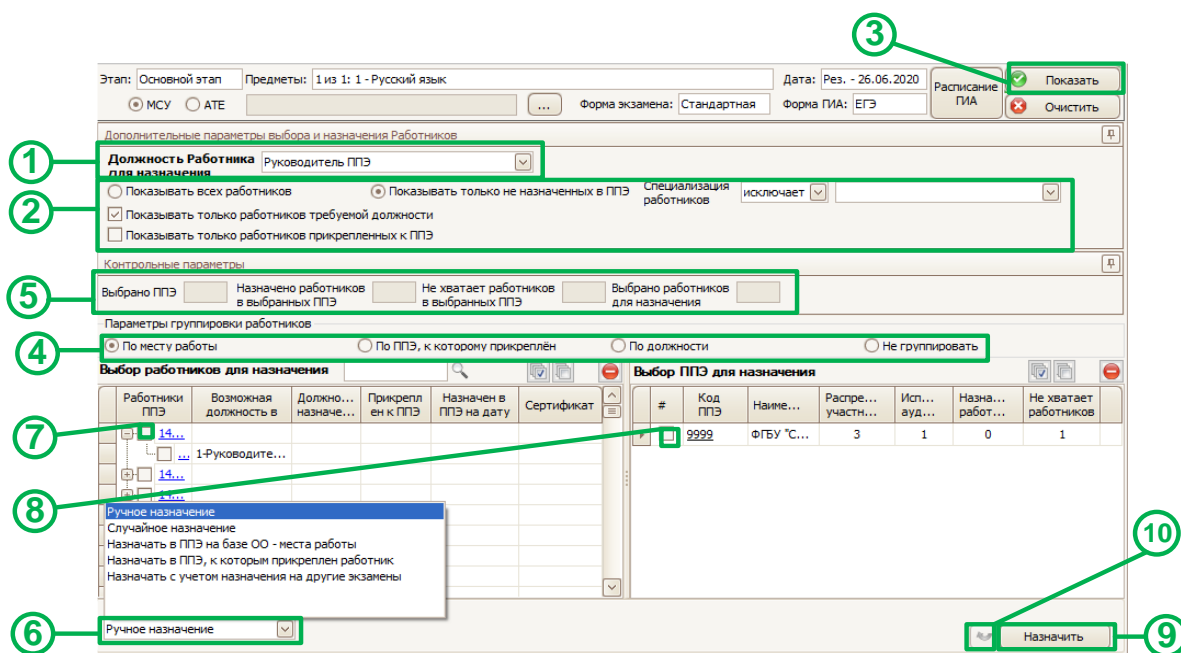 3
Этап: Основной этап Предметы: 1 из 1: 1 - Русский язык Дата: Рез. - 26.06.2020 Расписание ГИА Показать
МСУ АТЕ ... Форма экзамена: Стандартная Форма ГИА: ЕГЭ Очистить
Дополнительные параметры выбора и назначения Работников
1 Должность Работника для назначения Руководитель ППЭ
Показывать всех работников Показывать только не назначенных в ППЭ Специализация работников исключает
2 Показывать только работников требуемой должности
Показывать только работников прикрепленных к ППЭ
Контрольные параметры
5 Выбрано ППЭ Назначено работников в выбранных ППЭ Не хватает работников в выбранных ППЭ Выбрано работников для назначения
Параметры группировки работников
4 По месту работы По ППЭ, к которому прикреплён По должности Не группировать
Выбор работников для назначения Выбор ППЭ для назначения
Работники ППЭ Возможная должность в Должно... назначе... Прикрепл ен к ППЭ Назначен в ППЭ на дату Сертификат # Код ППЭ Наиме... Распре... участн... Исп... ауд... Назна... работ... Не хватает работников
7 14... 9999 ФГБУ "С... 3 1 0 1
... 1-Руководите...
14...
14...
8 Ручное назначение
Случайное назначение
Назначать в ППЭ на базе ОО - места работы
Назначать в ППЭ, к которым прикреплен работник
Назначать с учетом назначения на другие экзамены
10
6 Ручное назначение Назначить 9